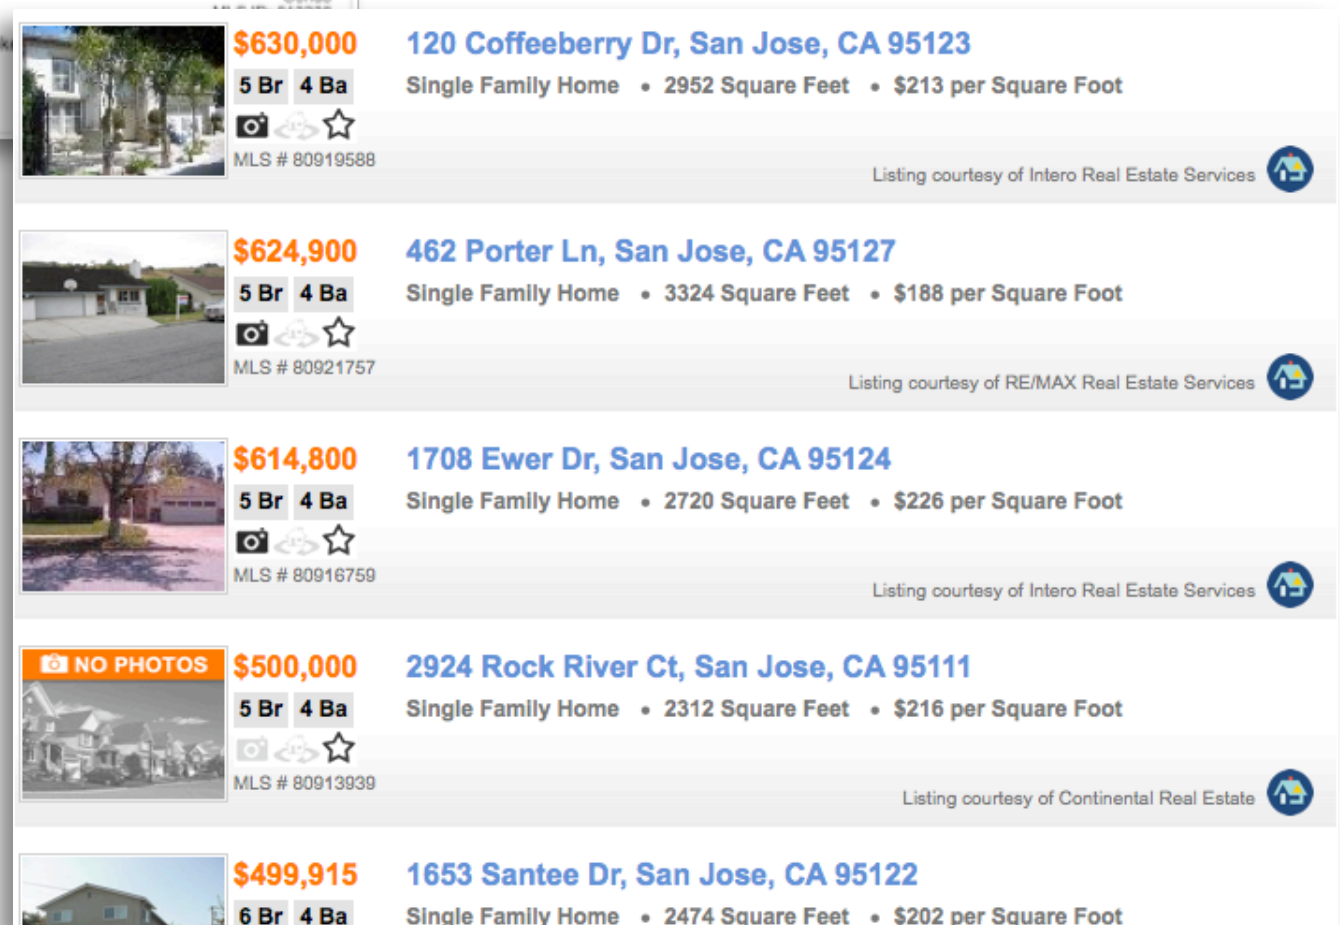 $630,000 120 Coffeeberry Dr, San Jose, CA 95123
5 Br 4 Ba Single Family Home • 2952 Square Feet • $213 per Square Foot
MLS # 80919588
Listing courtesy of Intero Real Estate Services
$624,900 462 Porter Ln, San Jose, CA 95127
5 Br 4 Ba Single Family Home • 3324 Square Feet • $188 per Square Foot
MLS # 80921757
Listing courtesy of RE/MAX Real Estate Services
$614,800 1708 Ewer Dr, San Jose, CA 95124
5 Br 4 Ba Single Family Home • 2720 Square Feet • $226 per Square Foot
MLS # 80916759
Listing courtesy of Intero Real Estate Services
NO PHOTOS $500,000 2924 Rock River Ct, San Jose, CA 95111
5 Br 4 Ba Single Family Home • 2312 Square Feet • $216 per Square Foot
MLS # 80913939
Listing courtesy of Continental Real Estate
$499,915 1653 Santee Dr, San Jose, CA 95122
6 Br 4 Ba Single Family Home • 2474 Square Feet • $202 per Square Foot